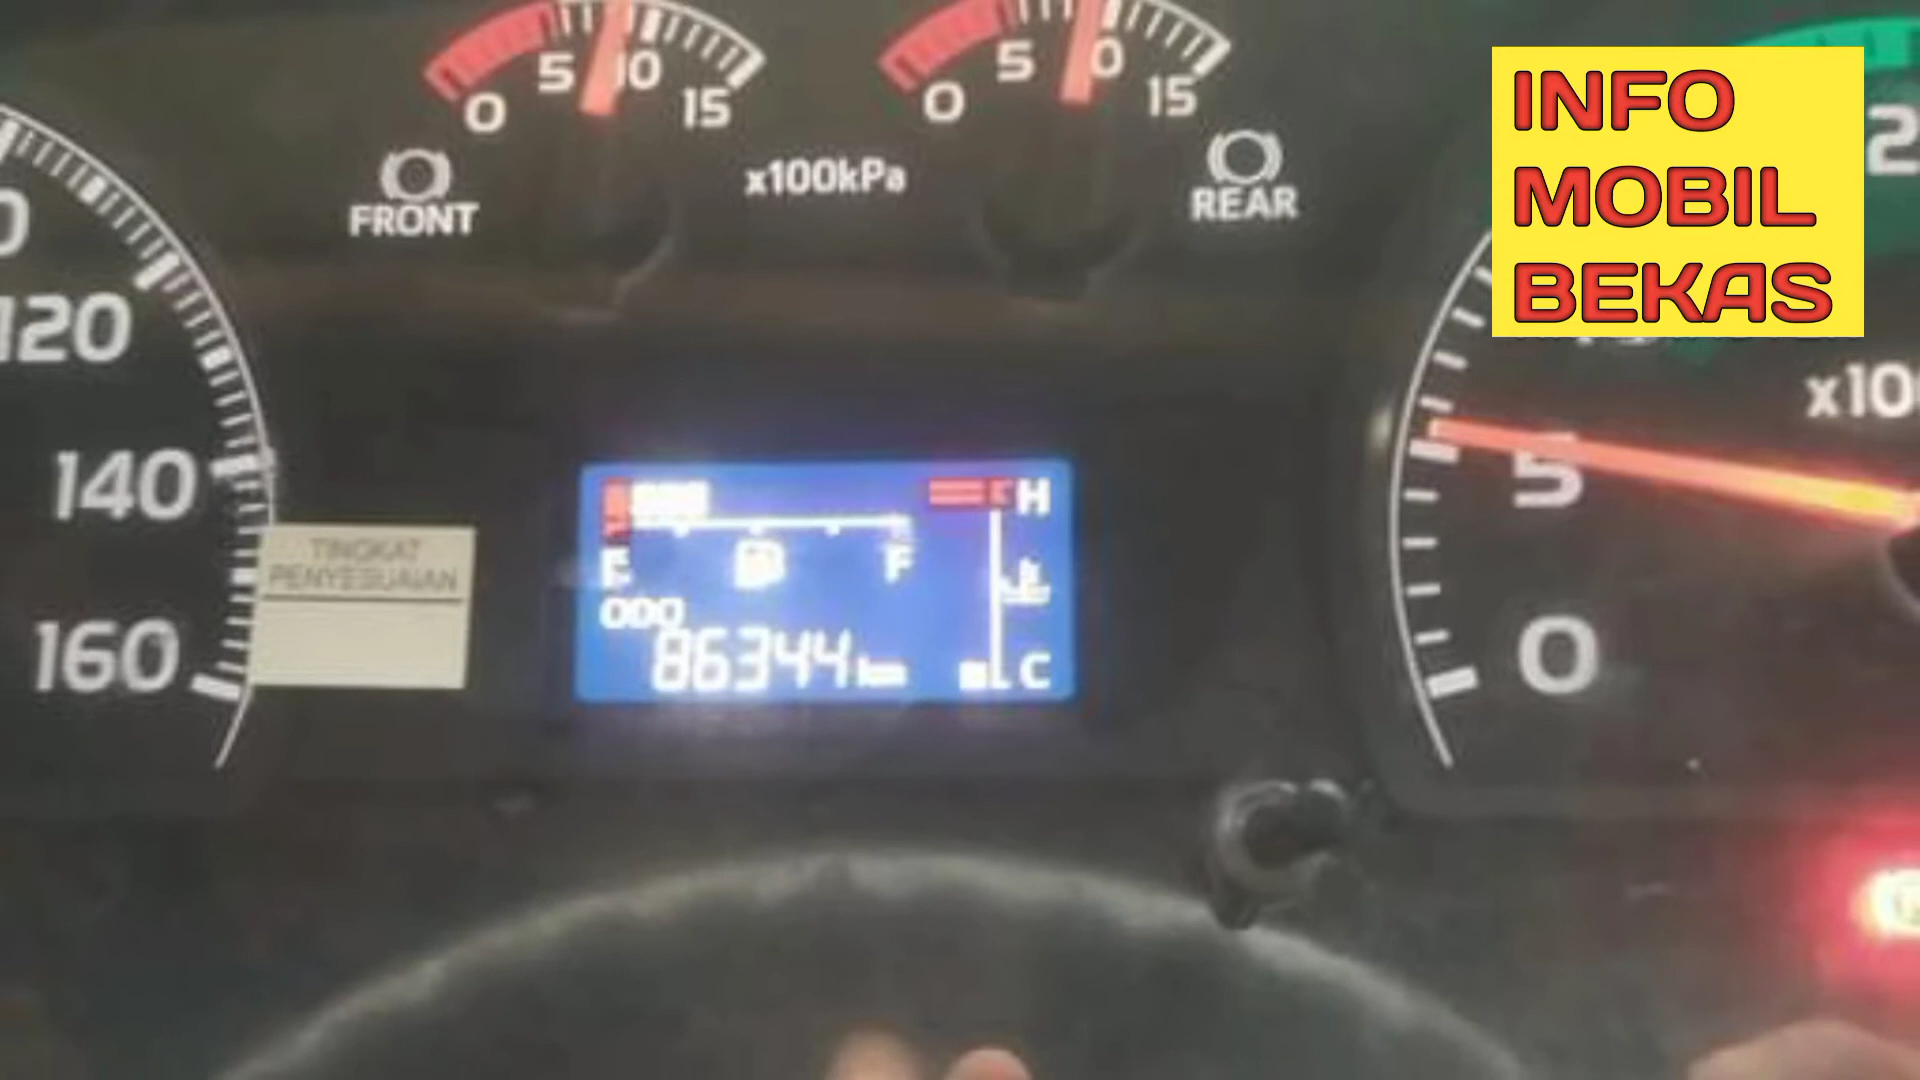 0 5 10 15
0 5 10 15
FRONT
x100kPa
REAR
INFO
MOBIL
BEKAS
120
140
160
TINGKAT
PENYESUAIAN
H
E F
ODO
86344 km
C
x10
5
0